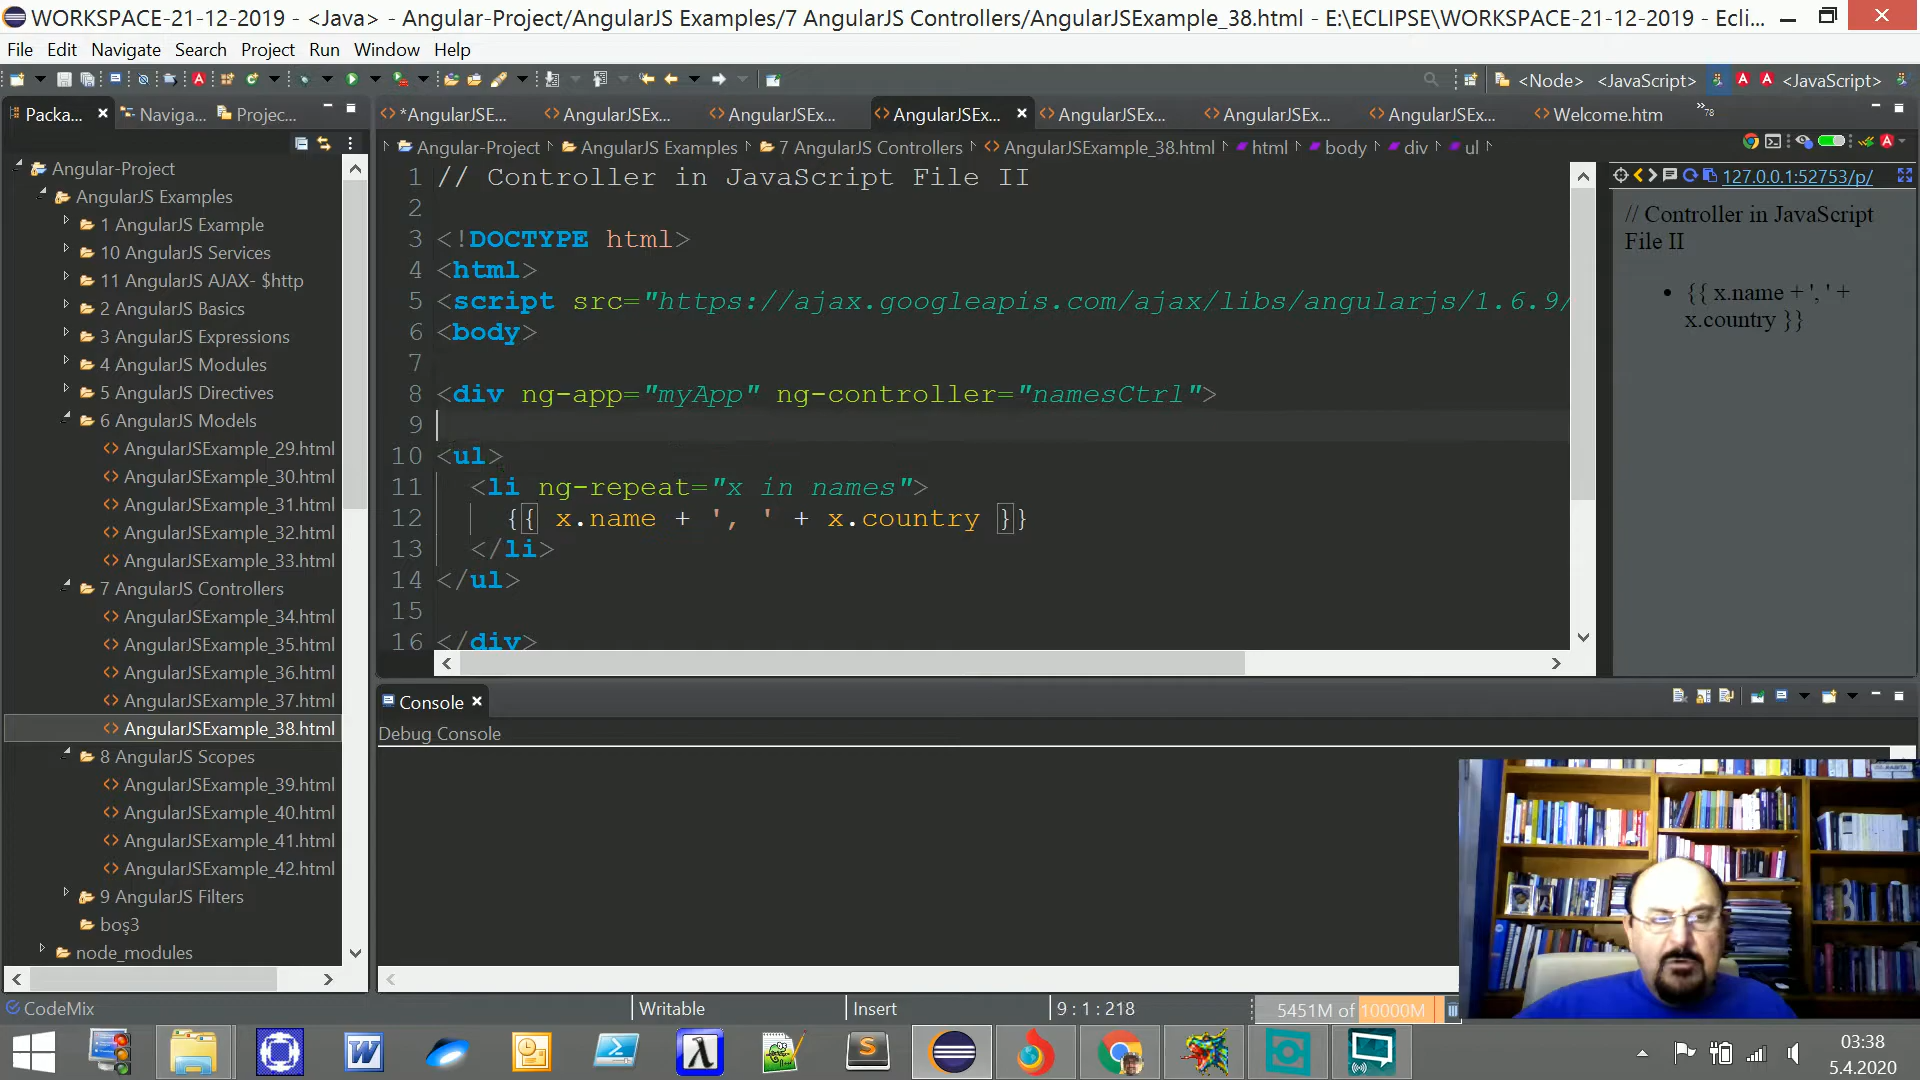 WORKSPACE-21-12-2019 - <Java> - Angular-Project/AngularJS Examples/7 AngularJS Controllers/AngularJSExample_38.html - E:\ECLIPSE\WORKSPACE-21-12-2019 - Ecli...
File Edit Navigate Search Project Run Window Help
<Node> <JavaScript> <JavaScript>
Packa... Naviga... Projec...
*AngularJSE... AngularJSEx... AngularJSEx... AngularJSEx... AngularJSEx... AngularJSEx... AngularJSEx... Welcome.htm 78
Angular-Project AngularJS Examples 7 AngularJS Controllers AngularJSExample_38.html html body div ul
Angular-Project
AngularJS Examples
1 AngularJS Example
10 AngularJS Services
11 AngularJS AJAX- $http
2 AngularJS Basics
3 AngularJS Expressions
4 AngularJS Modules
5 AngularJS Directives
6 AngularJS Models
AngularJSExample_29.html
AngularJSExample_30.html
AngularJSExample_31.html
AngularJSExample_32.html
AngularJSExample_33.html
7 AngularJS Controllers
AngularJSExample_34.html
AngularJSExample_35.html
AngularJSExample_36.html
AngularJSExample_37.html
AngularJSExample_38.html
8 AngularJS Scopes
AngularJSExample_39.html
AngularJSExample_40.html
AngularJSExample_41.html
AngularJSExample_42.html
9 AngularJS Filters
boş3
node_modules
1 // Controller in JavaScript File II
2
3 <!DOCTYPE html>
4 <html>
5 <script src="https://ajax.googleapis.com/ajax/libs/angularjs/1.6.9/
6 <body>
7
8 <div ng-app="myApp" ng-controller="namesCtrl">
9
10 <ul>
11 <li ng-repeat="x in names">
12 {{ x.name + ', ' + x.country }}
13 </li>
14 </ul>
15
16 </div>
127.0.0.1:52753/p/
// Controller in JavaScript
File II
• {{ x.name + ', ' +
x.country }}
Console
Debug Console
CodeMix Writable Insert 9 : 1 : 218 5451M of 10000M
03:38
5.4.2020